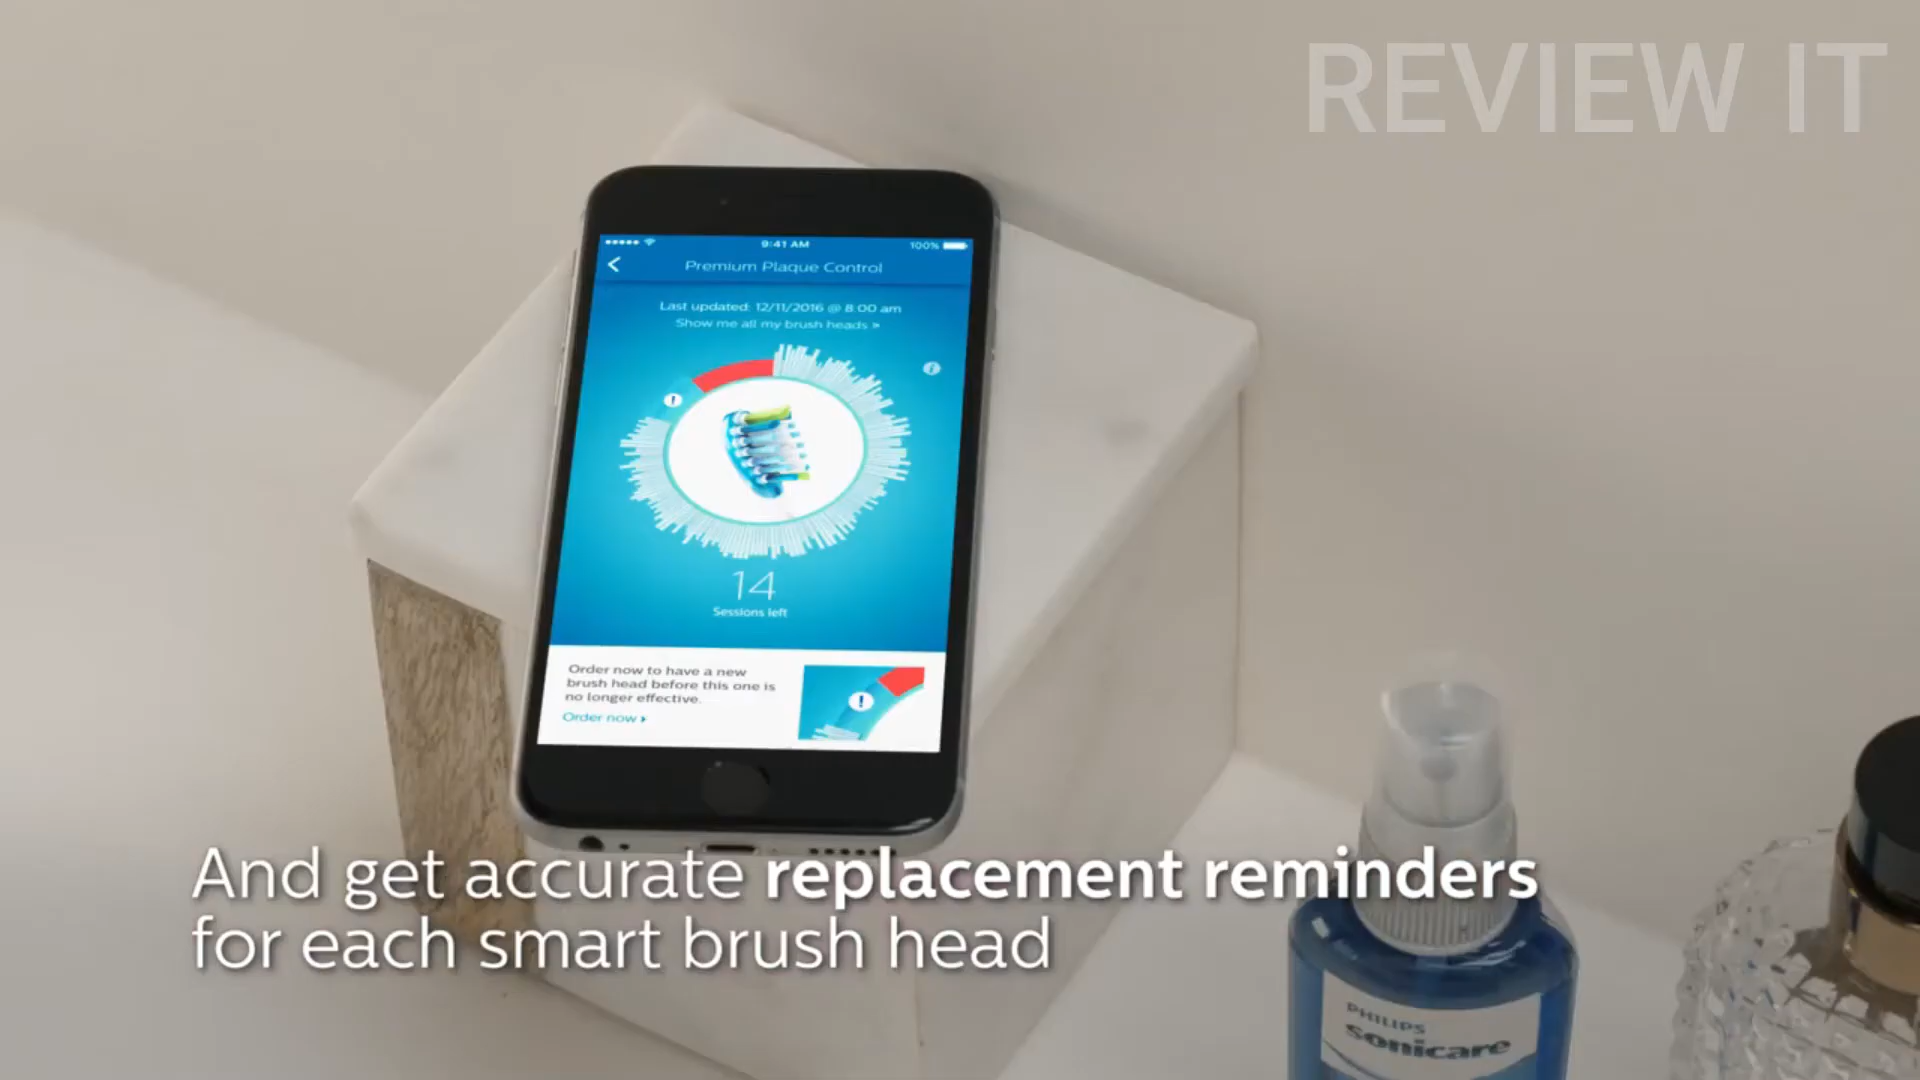 REVIEW IT
9:41 AM
100%
Premium Plaque Control
Last updated: 12/11/2016 @ 8:00 am
Show me all my brush heads »
14
Sessions left
Order now to have a new
brush head before this one is
no longer effective.
Order now
And get accurate replacement reminders
for each smart brush head
PHILIPS
sonicare